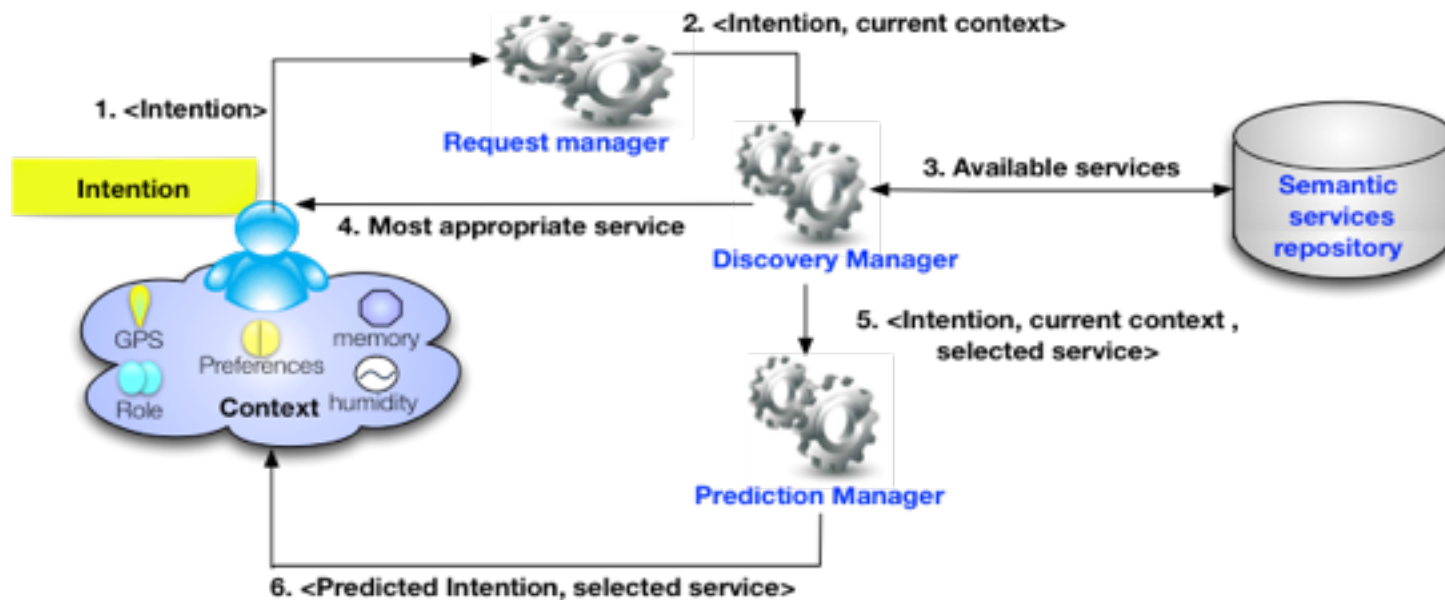 2. <Intention, current context>
1. <Intention>
Request manager
Intention
3. Available services
Semantic
services
repository
4. Most appropriate service
Discovery Manager
GPS
memory
Preferences
Role
Context
humidity
5. <Intention, current context ,
selected service>
Prediction Manager
6. <Predicted Intention, selected service>